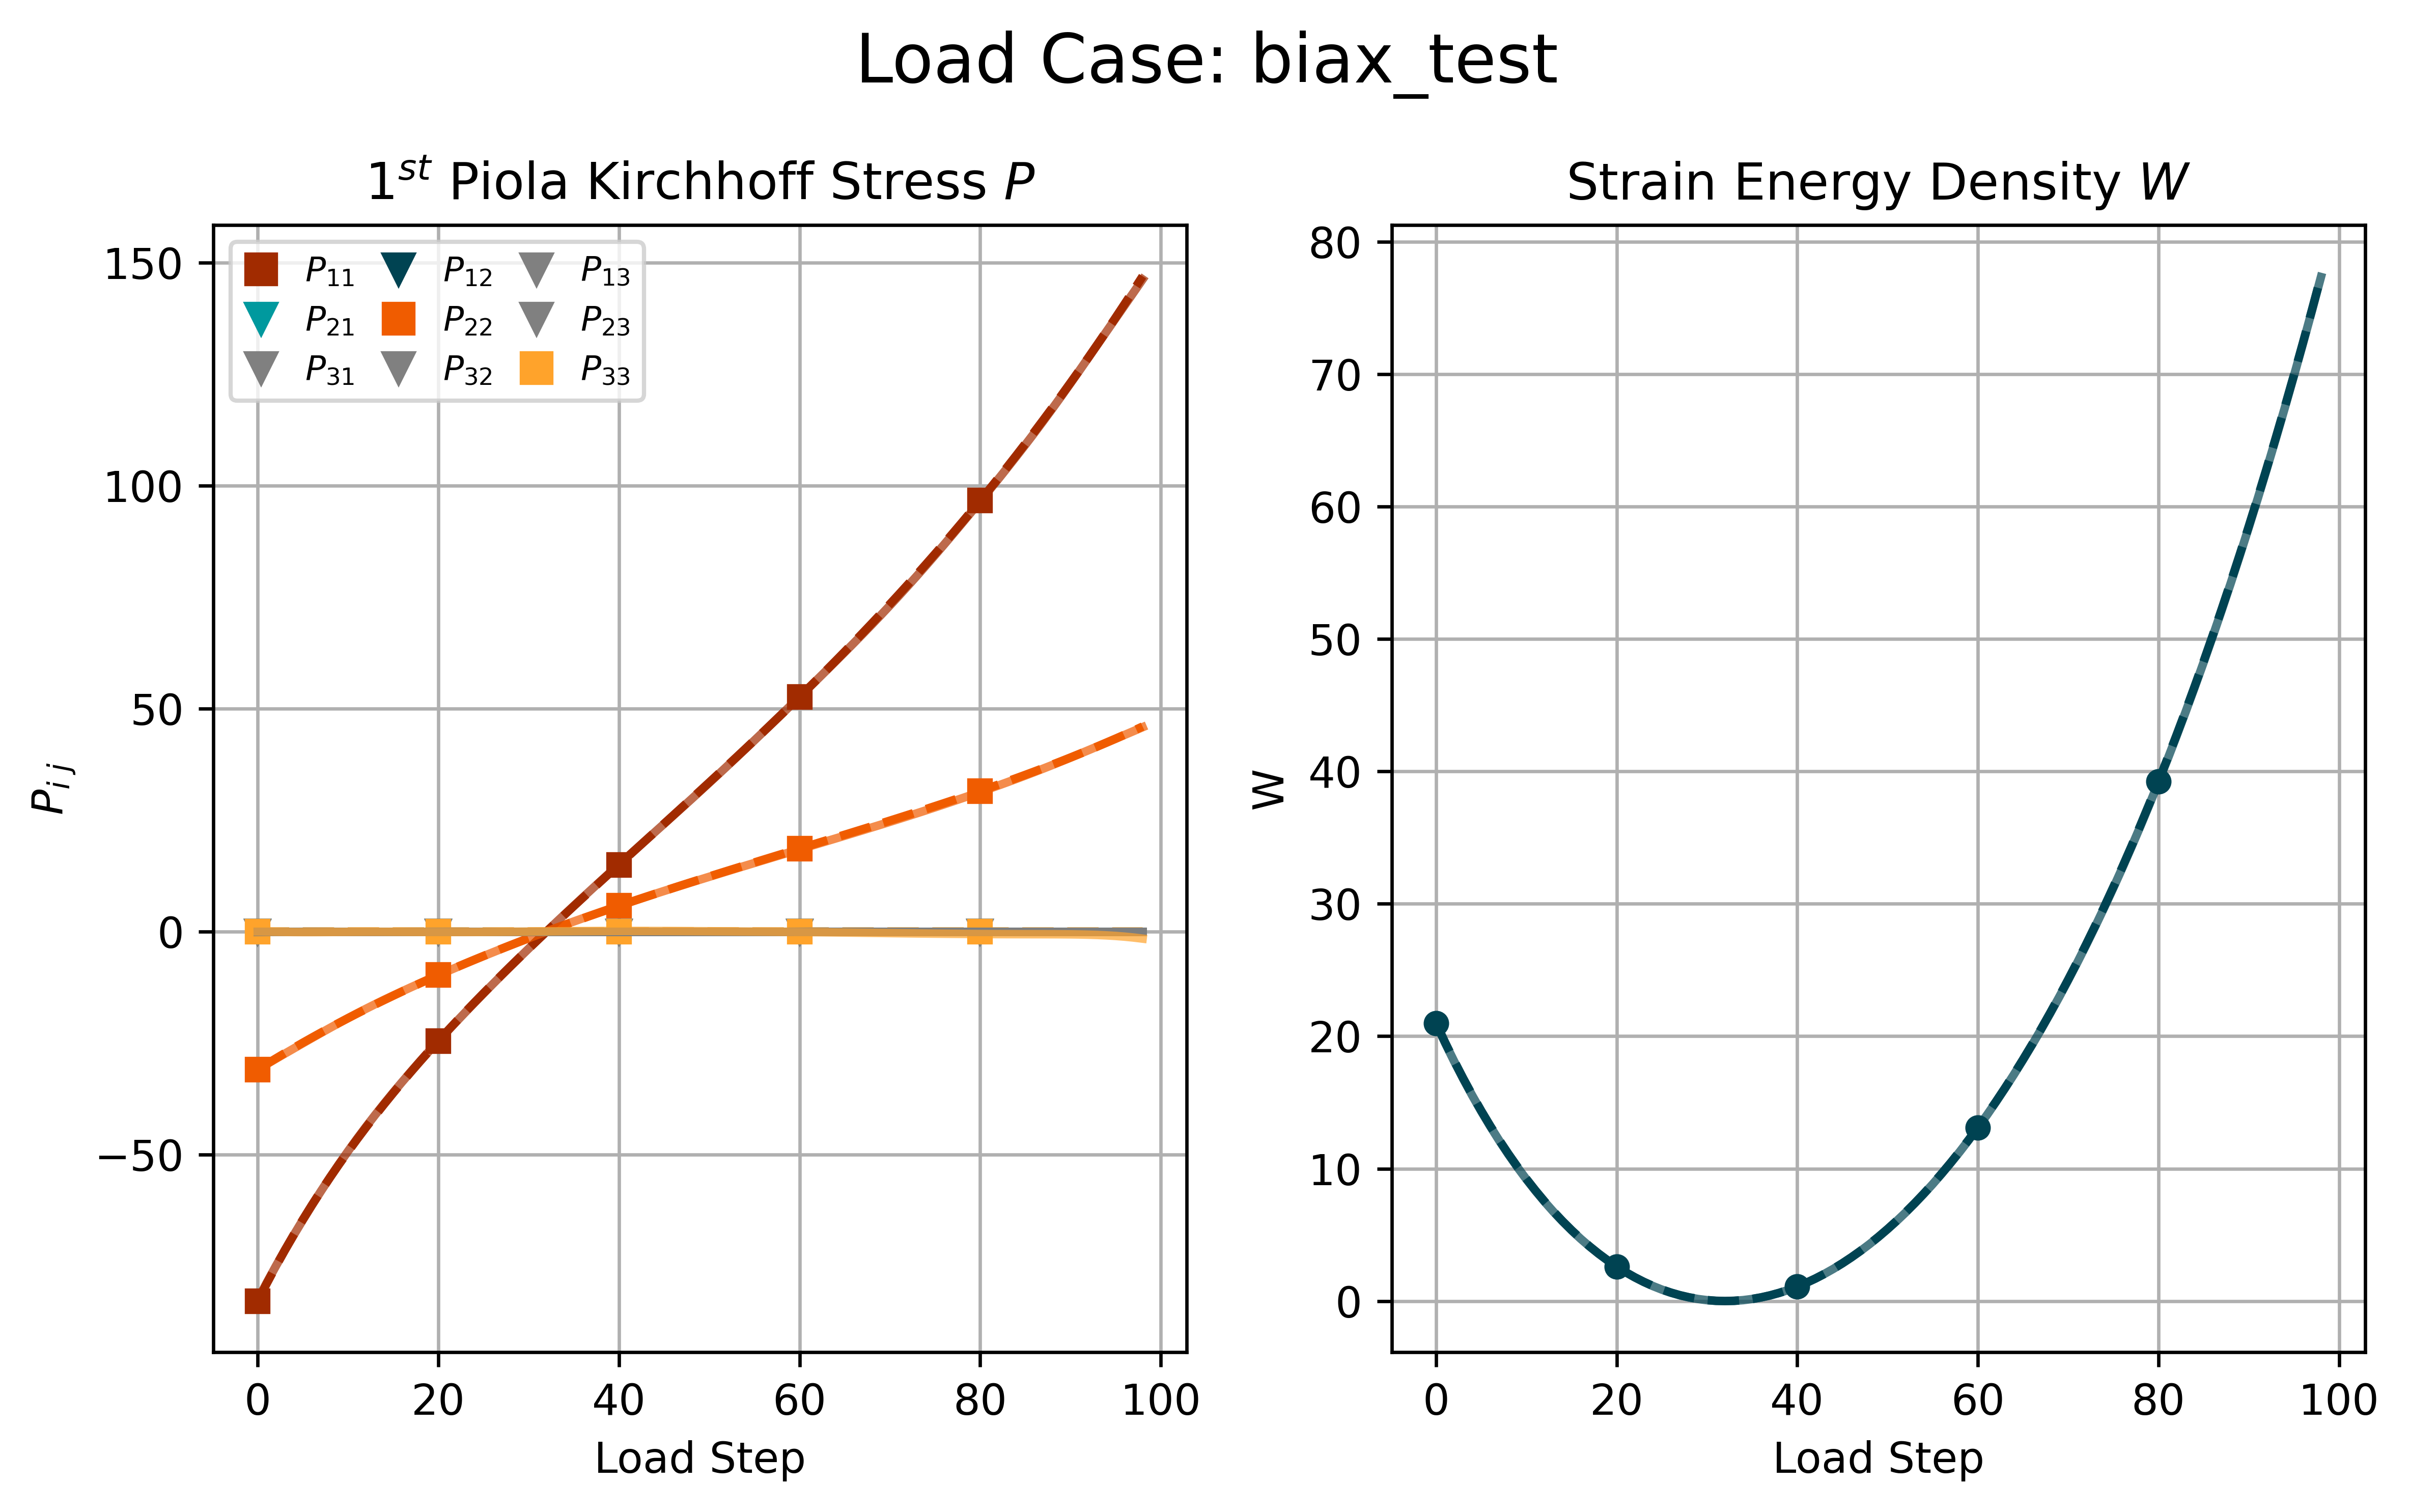 Load Case: biax_test
1st Piola Kirchhoff Stress P
P11 P12 P13
P21 P22 P23
P31 P32 P33
150
100
50
0
−50
Pi j
0 20 40 60 80 100
Load Step
Strain Energy Density W
80
70
60
50
40
30
20
10
0
W
0 20 40 60 80 100
Load Step